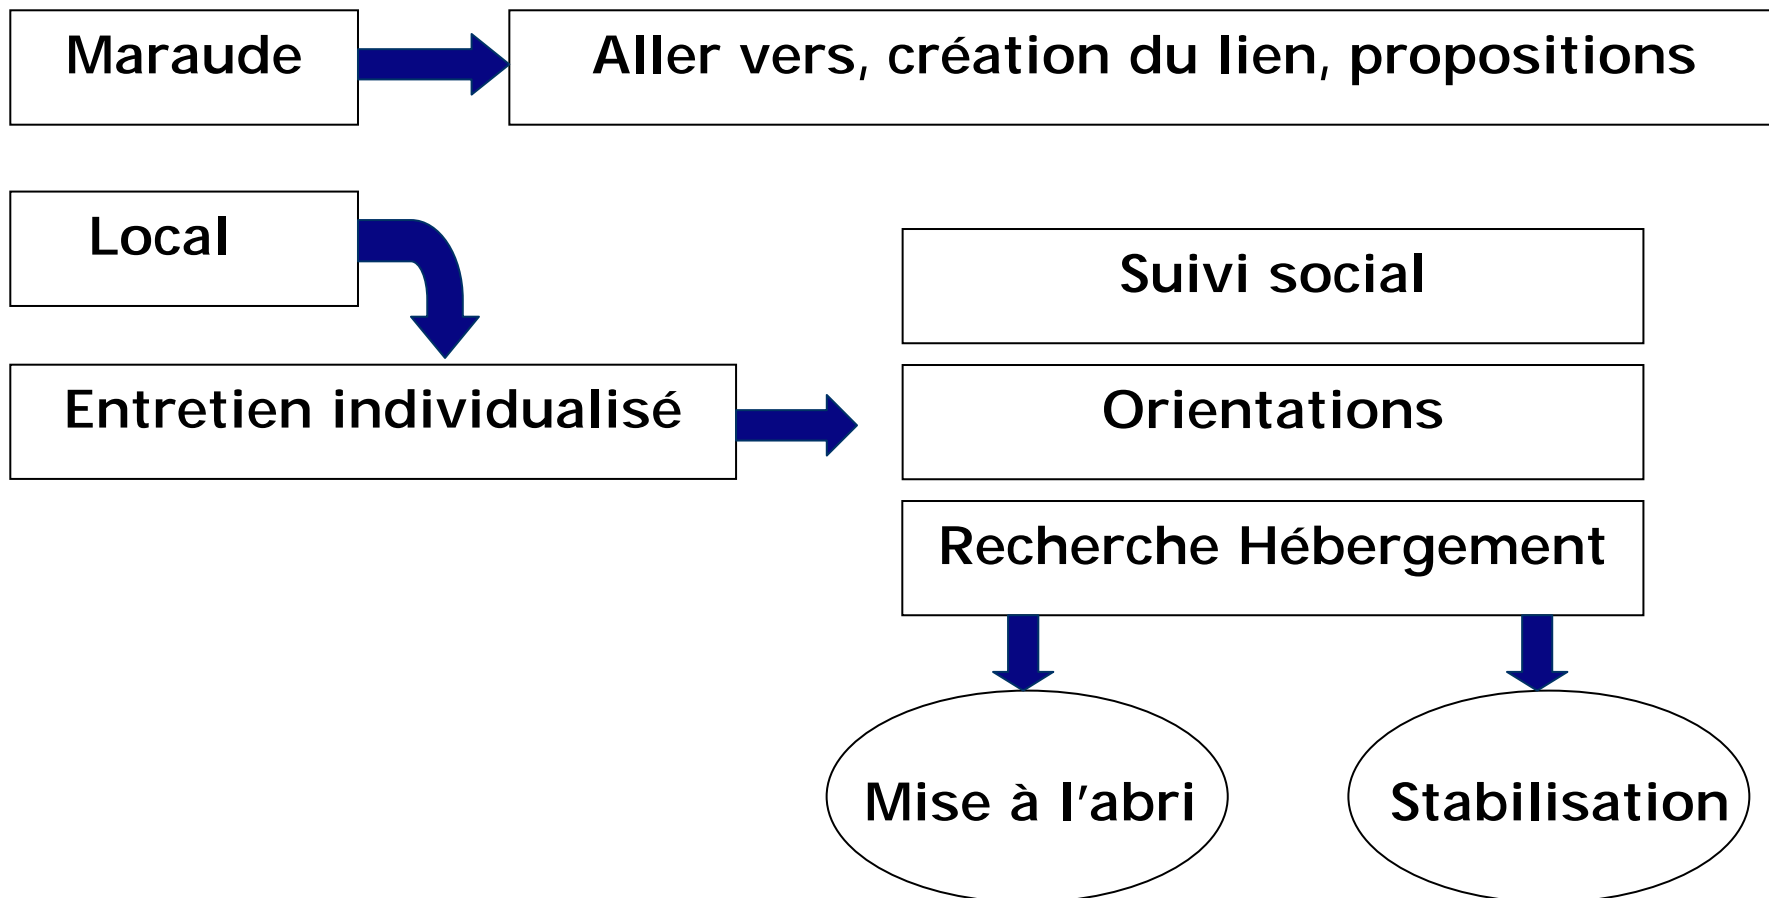 Maraude
Aller vers, création du lien, propositions
Local
Suivi social
Entretien individualisé
Orientations
Recherche Hébergement
Mise à l'abri
Stabilisation